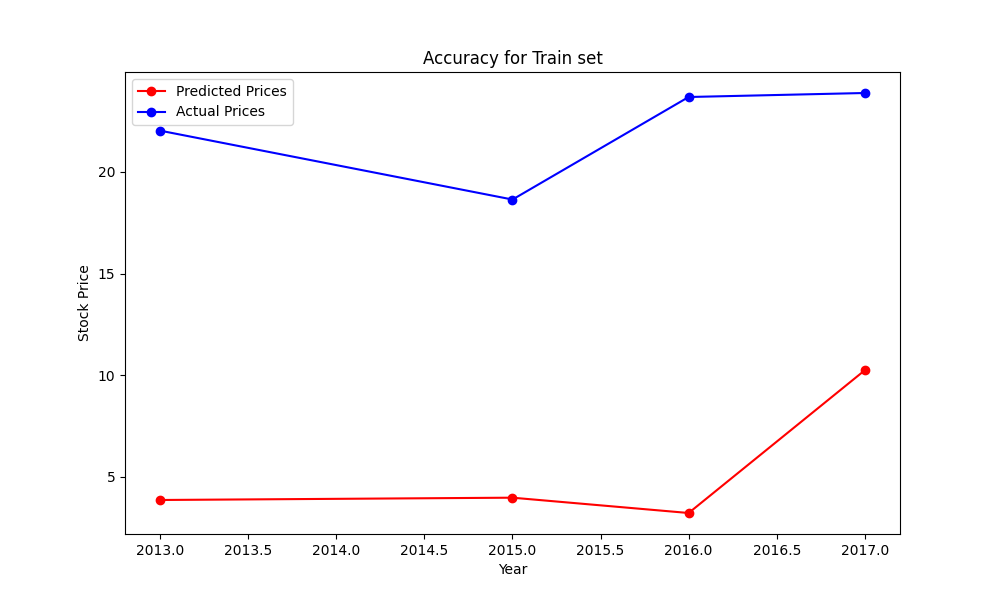 Accuracy for Train set
Predicted Prices
Actual Prices
20
15
10
5
Stock Price
2013.0 2013.5 2014.0 2014.5 2015.0 2015.5 2016.0 2016.5 2017.0
Year